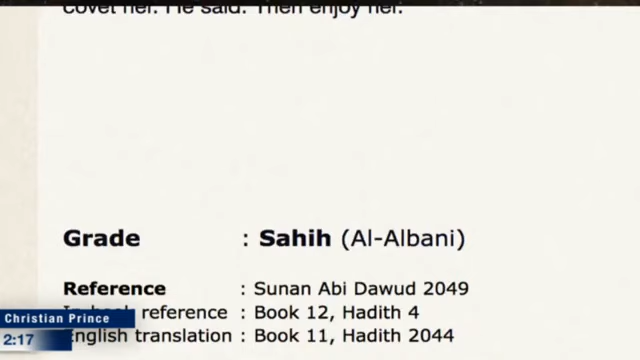 covet her. He said: Then enjoy her.
Grade : Sahih (Al-Albani)
Reference : Sunan Abi Dawud 2049
reference : Book 12, Hadith 4
English translation : Book 11, Hadith 2044
Christian Prince
2:17